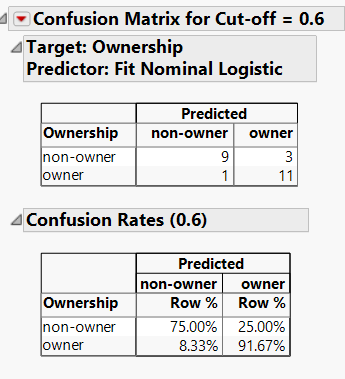 Confusion Matrix for Cut-off = 0.6
Target: Ownership
Predictor: Fit Nominal Logistic
Predicted
Ownership non-owner owner
non-owner 9 3
owner 1 11
Confusion Rates (0.6)
Predicted
non-owner owner
Ownership Row % Row %
non-owner 75.00% 25.00%
owner 8.33% 91.67%